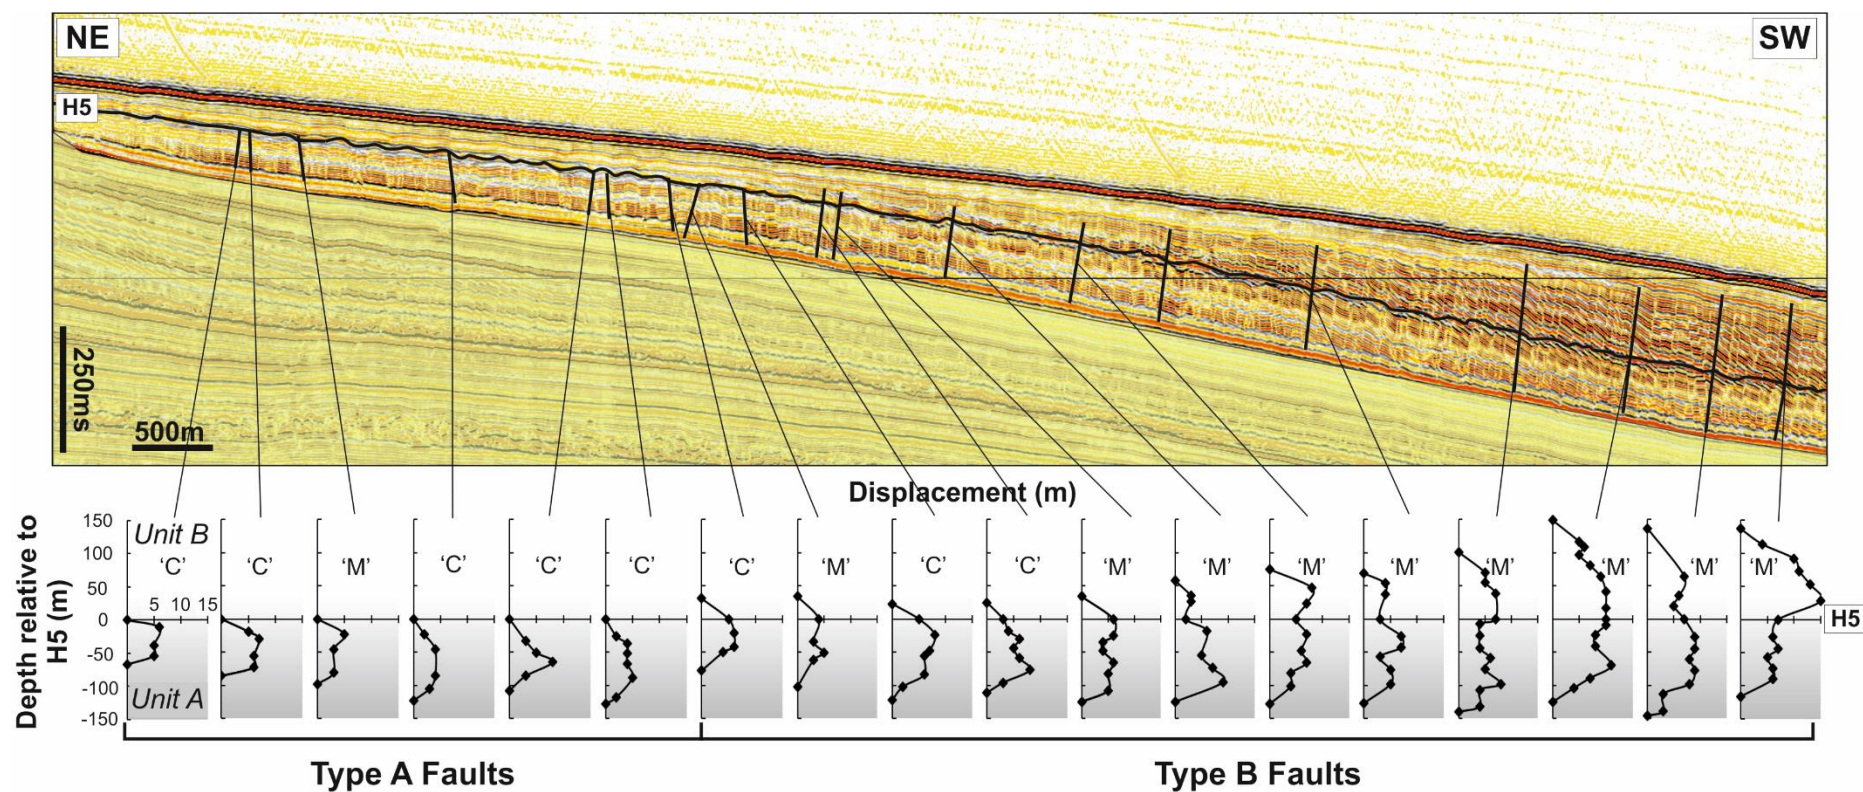 NE
SW
H5
250ms
500m
Displacement (m)
Depth relative to
H5 (m)
150
100
50
0
-50
-100
-150
Unit B
Unit A
5 10 15
‘C’ ‘C’ ‘M’ ‘C’ ‘C’ ‘C’ ‘C’ ‘M’ ‘C’ ‘C’ ‘M’ ‘M’ ‘M’ ‘M’ ‘M’ ‘M’ ‘M’ ‘M’
H5
Type A Faults
Type B Faults